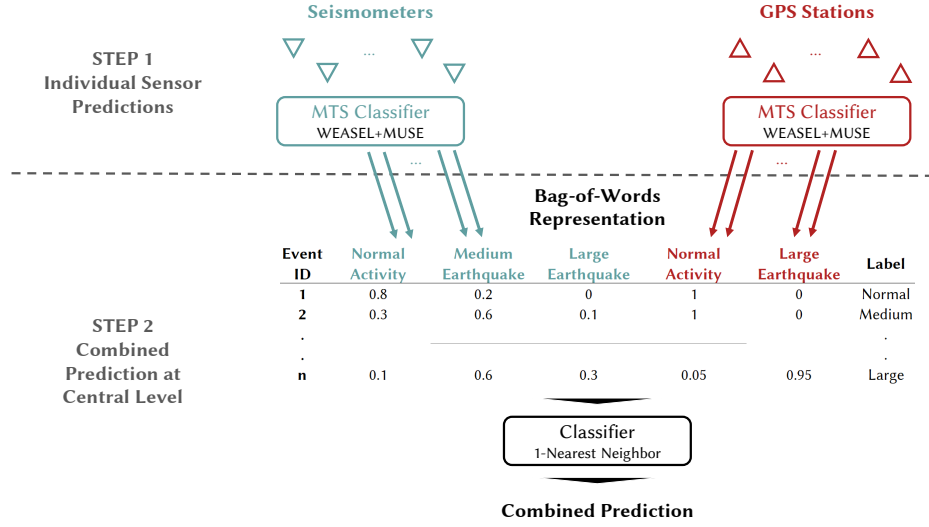 Seismometers
GPS Stations
STEP 1
Individual Sensor
Predictions
...
...
MTS Classifier
WEASEL+MUSE
MTS Classifier
WEASEL+MUSE
...
...
Bag-of-Words
Representation
Event
ID
Normal
Activity
Medium
Earthquake
Large
Earthquake
Normal
Activity
Large
Earthquake
Label
1 0.8 0.2 0 1 0 Normal
2 0.3 0.6 0.1 1 0 Medium
. .
. .
n 0.1 0.6 0.3 0.05 0.95 Large
STEP 2
Combined
Prediction at
Central Level
Classifier
1-Nearest Neighbor
Combined Prediction